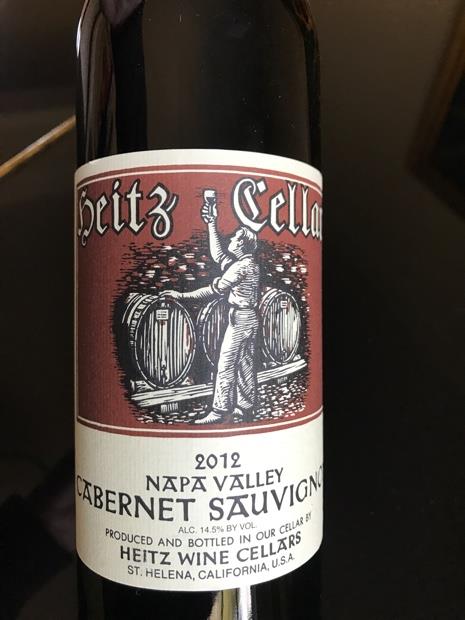 Heitz Cellar
2012
NAPA VALLEY
CABERNET SAUVIGNO
ALC. 14.5% BY VOL.
PRODUCED AND BOTTLED IN OUR CELLAR BY
HEITZ WINE CELLARS
ST. HELENA, CALIFORNIA, U.S.A.